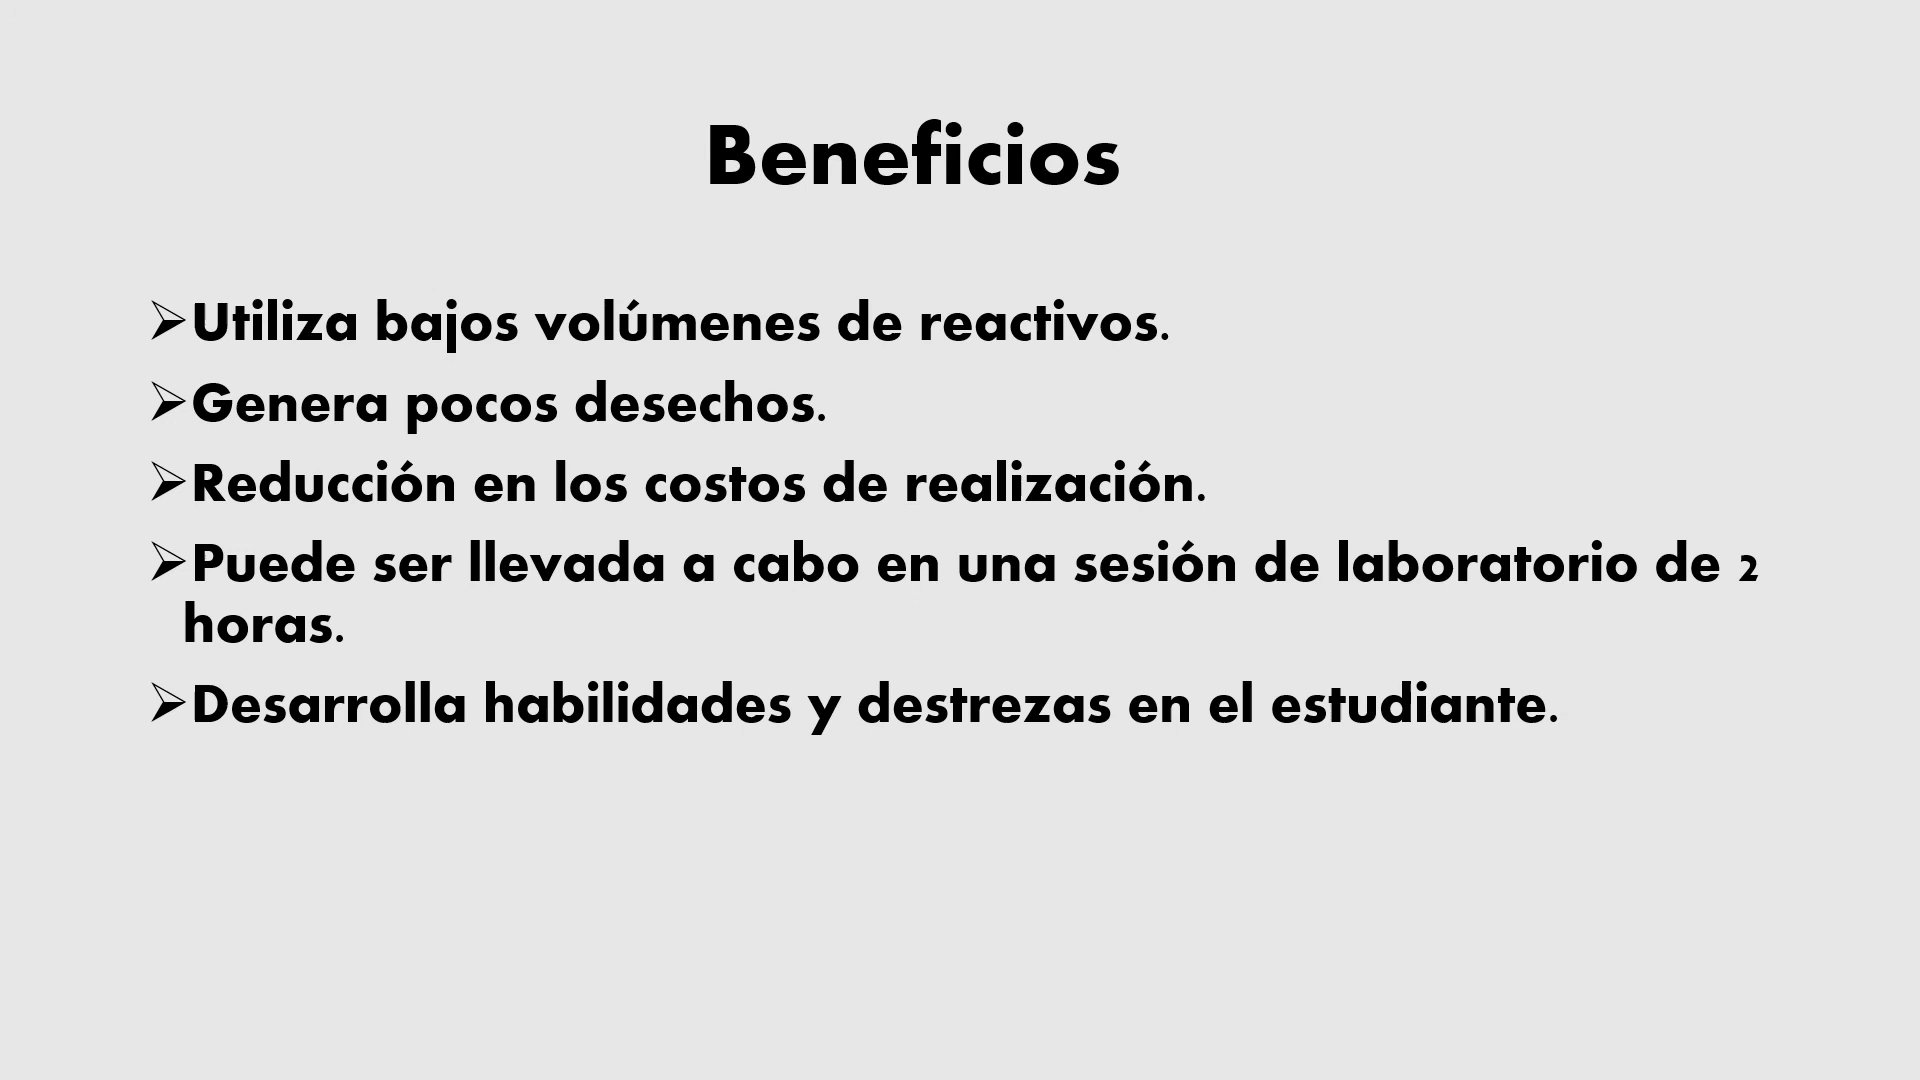 Beneficios
➢Utiliza bajos volúmenes de reactivos.
➢Genera pocos desechos.
➢Reducción en los costos de realización.
➢Puede ser llevada a cabo en una sesión de laboratorio de 2
horas.
➢Desarrolla habilidades y destrezas en el estudiante.